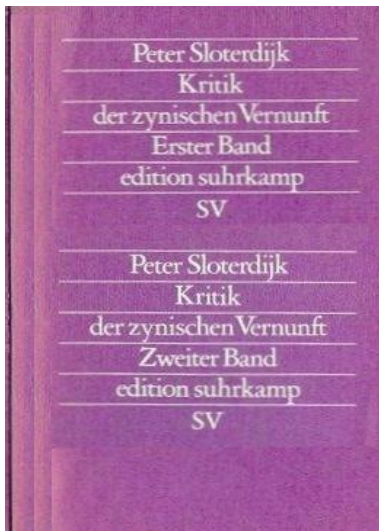 Peter Sloterdijk
Kritik
der zynischen Vernunft
Erster Band
edition suhrkamp
SV
Peter Sloterdijk
Kritik
der zynischen Vernunft
Zweiter Band
edition suhrkamp
SV